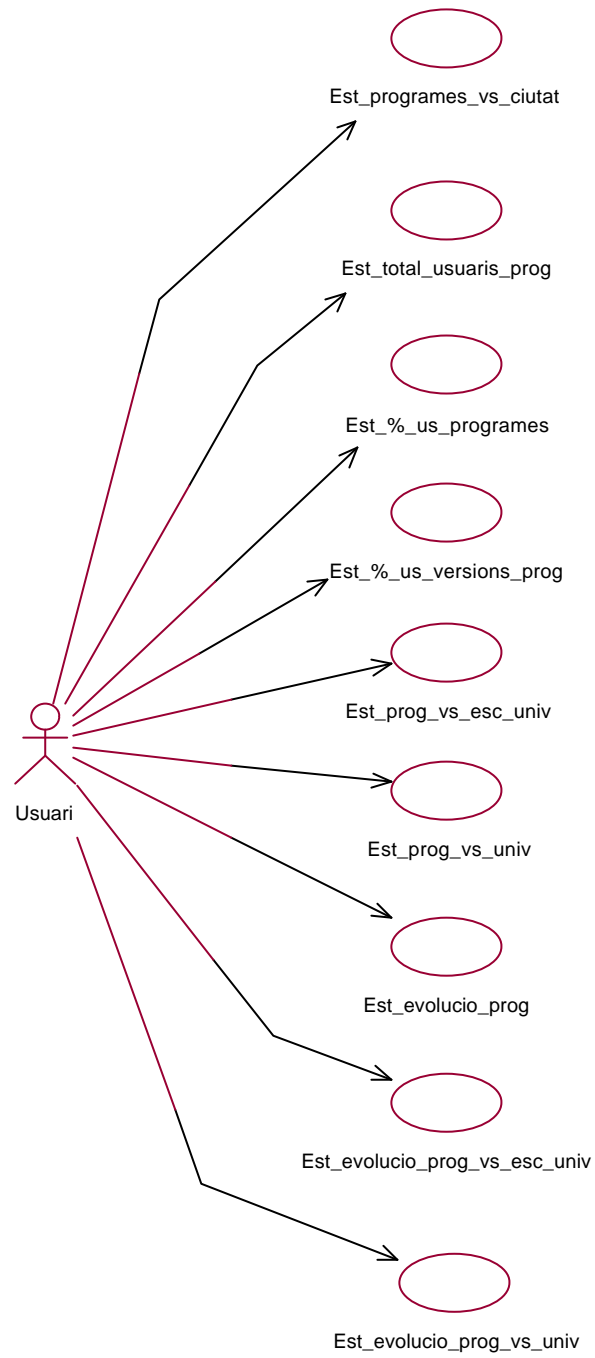 Est_programes_vs_ciutat
Est_total_usuaris_prog
Est_%_us_programes
Est_%_us_versions_prog
Est_prog_vs_esc_univ
Usuari
Est_prog_vs_univ
Est_evolucio_prog
Est_evolucio_prog_vs_esc_univ
Est_evolucio_prog_vs_univ